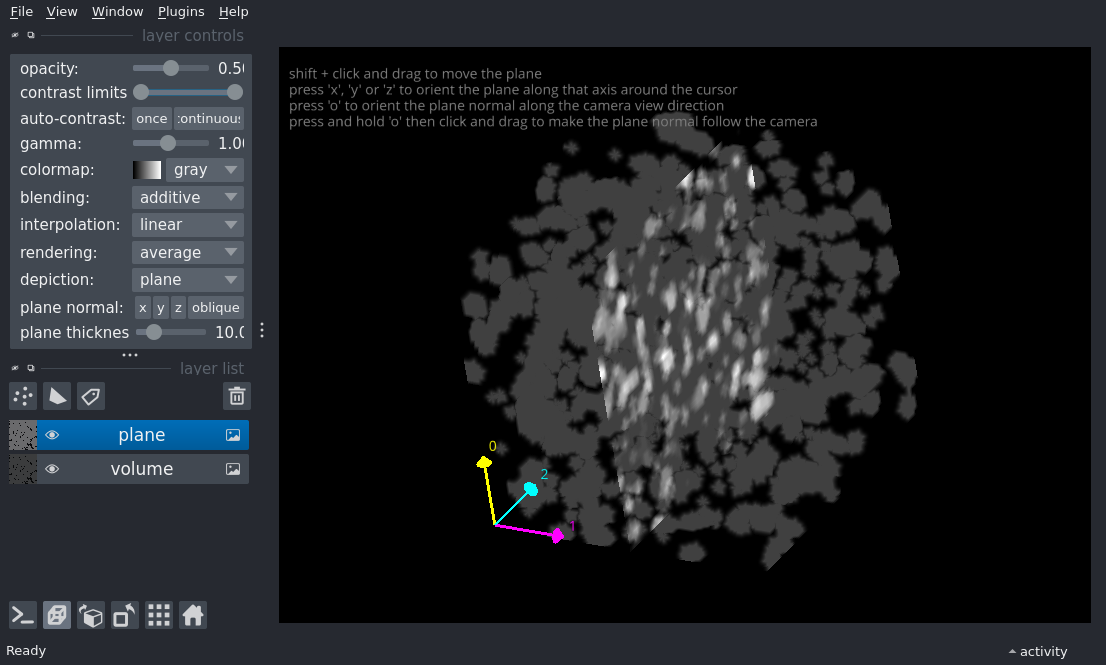 File View Window Plugins Help
layer controls
opacity: 0.50
contrast limits
auto-contrast: once continuous
gamma: 1.00
colormap: gray
blending: additive
interpolation: linear
rendering: average
depiction: plane
plane normal: x y z oblique
plane thicknes 10.0
layer list
plane
volume
Ready
shift + click and drag to move the plane
press 'x', 'y' or 'z' to orient the plane along that axis around the cursor
press 'o' to orient the plane normal along the camera view direction
press and hold 'o' then click and drag to make the plane normal follow the camera
0
2
1
activity